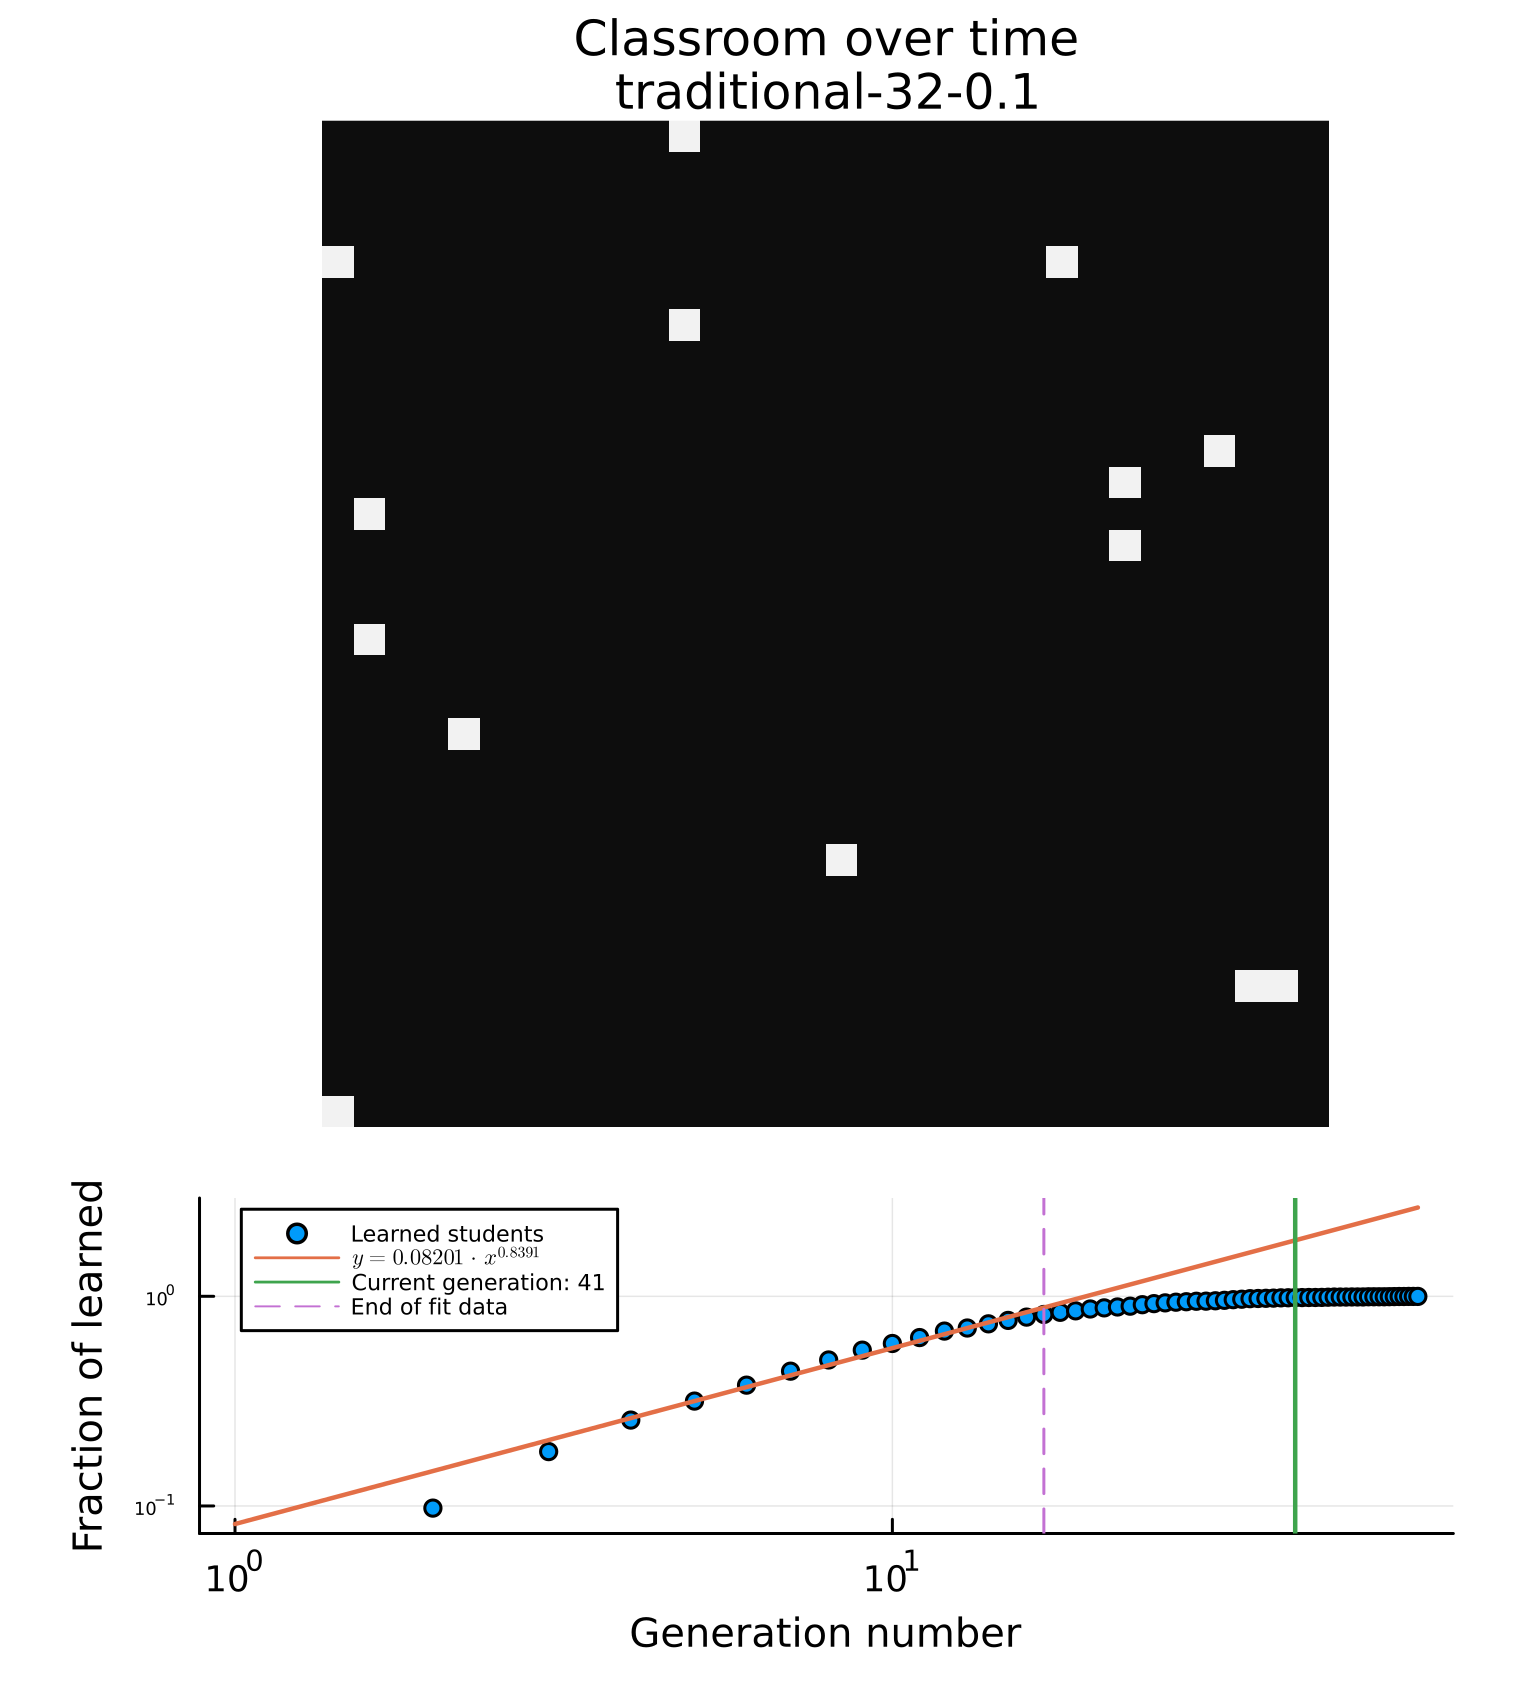 Classroom over time
traditional-32-0.1
Fraction of learned
Learned students
y = 0.08201 · x^0.8391
Current generation: 41
End of fit data
10^0
10^−1
10^0
10^1
Generation number